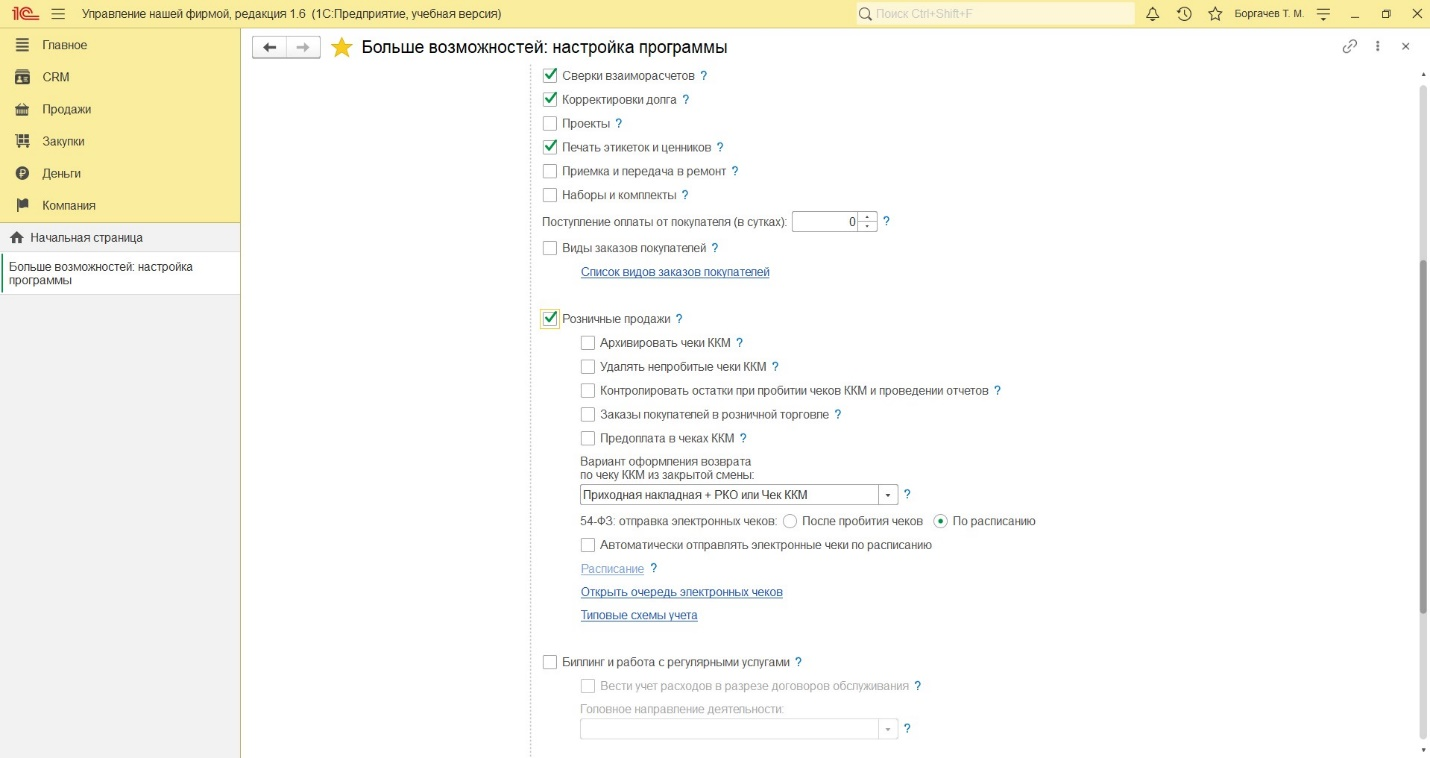 1С Управление нашей фирмой, редакция 1.6 (1С:Предприятие, учебная версия)
Поиск Ctrl+Shift+F
Боргачев Т. М.
Главное
CRM
Продажи
Закупки
Деньги
Компания
Начальная страница
Больше возможностей: настройка
программы
Больше возможностей: настройка программы
Сверки взаиморасчетов ?
Корректировки долга ?
Проекты ?
Печать этикеток и ценников ?
Приемка и передача в ремонт ?
Наборы и комплекты ?
Поступление оплаты от покупателя (в сутках): 0 ?
Виды заказов покупателей ?
Список видов заказов покупателей
Розничные продажи ?
Архивировать чеки ККМ ?
Удалять непробитые чеки ККМ ?
Контролировать остатки при пробитии чеков ККМ и проведении отчетов ?
Заказы покупателей в розничной торговле ?
Предоплата в чеках ККМ ?
Вариант оформления возврата
по чеку ККМ из закрытой смены:
Приходная накладная + РКО или Чек ККМ ?
54-ФЗ: отправка электронных чеков: После пробития чеков По расписанию
Автоматически отправлять электронные чеки по расписанию
Расписание ?
Открыть очередь электронных чеков
Типовые схемы учета
Биллинг и работа с регулярными услугами ?
Вести учет расходов в разрезе договоров обслуживания ?
Головное направление деятельности:
?